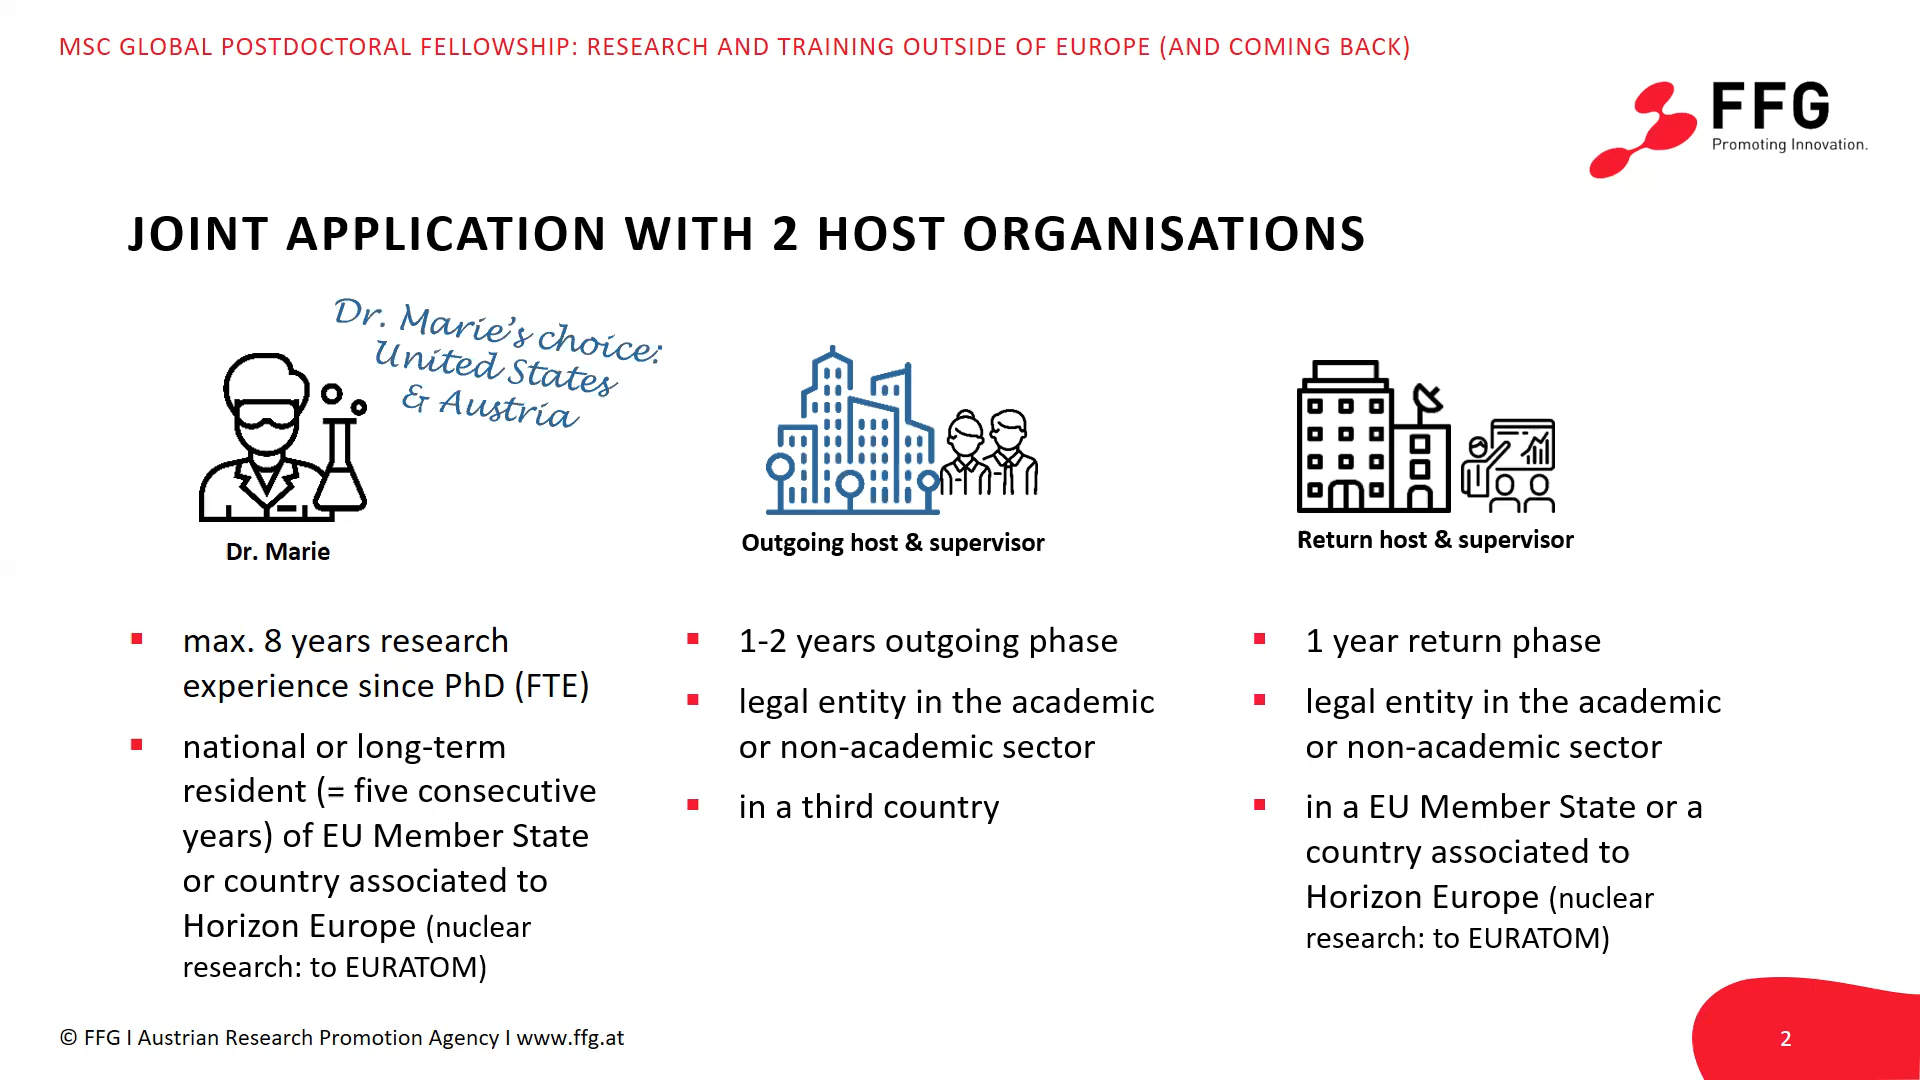 MSC GLOBAL POSTDOCTORAL FELLOWSHIP: RESEARCH AND TRAINING OUTSIDE OF EUROPE (AND COMING BACK)
FFG
Promoting Innovation.
JOINT APPLICATION WITH 2 HOST ORGANISATIONS
Dr. Marie's choice:
United States
& Austria
Dr. Marie
▪ max. 8 years research
experience since PhD (FTE)
▪ national or long-term
resident (= five consecutive
years) of EU Member State
or country associated to
Horizon Europe (nuclear
research: to EURATOM)
Outgoing host & supervisor
▪ 1-2 years outgoing phase
▪ legal entity in the academic
or non-academic sector
▪ in a third country
Return host & supervisor
▪ 1 year return phase
▪ legal entity in the academic
or non-academic sector
▪ in a EU Member State or a
country associated to
Horizon Europe (nuclear
research: to EURATOM)
© FFG I Austrian Research Promotion Agency I www.ffg.at
2